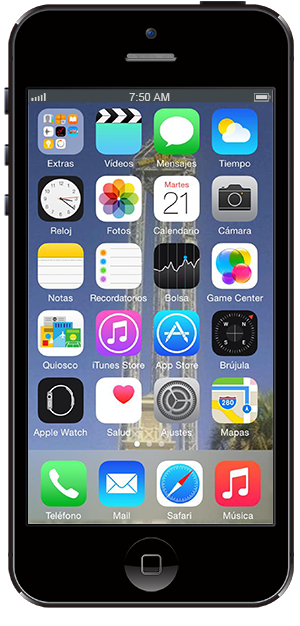 7:50 AM
Extras Vídeos Mensajes Tiempo
Martes
21
Reloj Fotos Calendario Cámara
Notas Recordatorios Bolsa Game Center
Quiosco iTunes Store App Store Brújula
280
Apple Watch Salud Ajustes Mapas
Teléfono Mail Safari Música